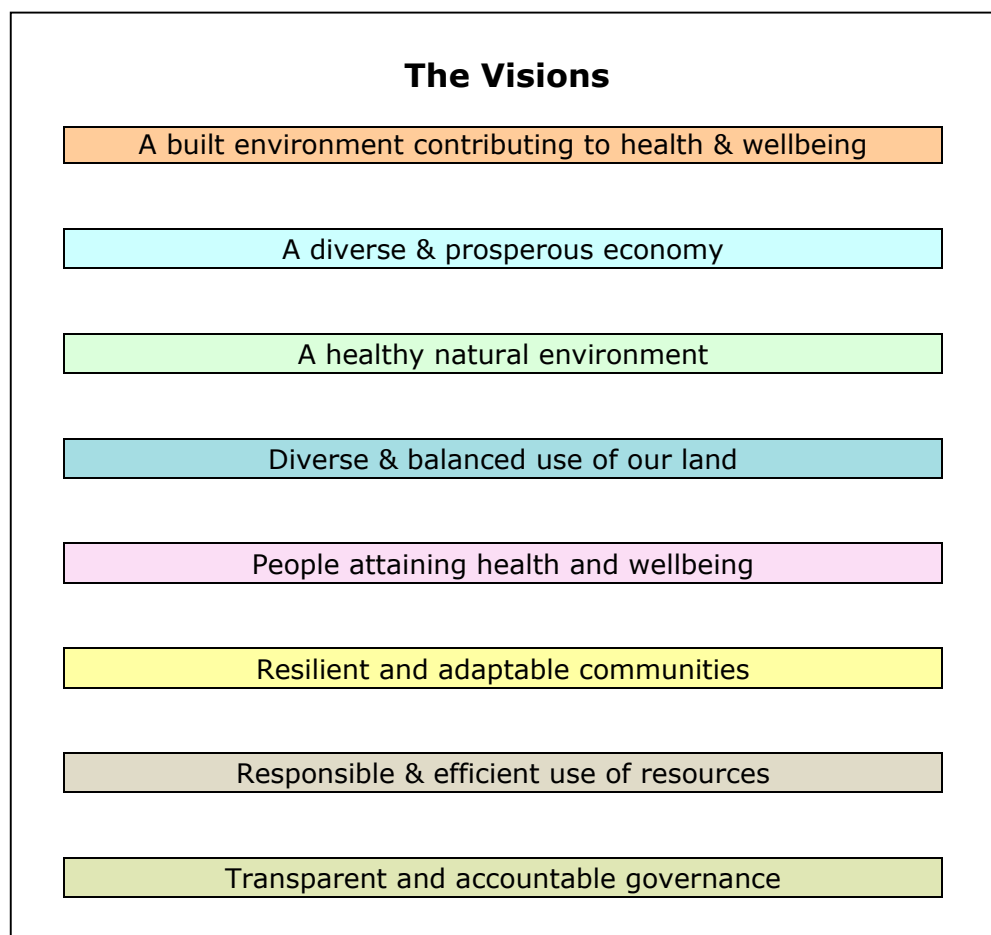 The Visions
A built environment contributing to health & wellbeing
A diverse & prosperous economy
A healthy natural environment
Diverse & balanced use of our land
People attaining health and wellbeing
Resilient and adaptable communities
Responsible & efficient use of resources
Transparent and accountable governance